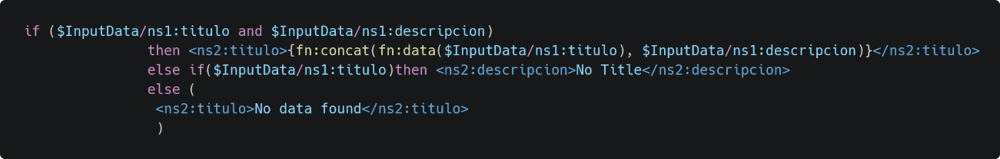 if ($InputData/ns1:titulo and $InputData/ns1:descripcion)
then <ns2:titulo>{fn:concat(fn:data($InputData/ns1:titulo), $InputData/ns1:descripcion)}</ns2:titulo>
else if($InputData/ns1:titulo)then <ns2:descripcion>No Title</ns2:descripcion>
else (
<ns2:titulo>No data found</ns2:titulo>
)